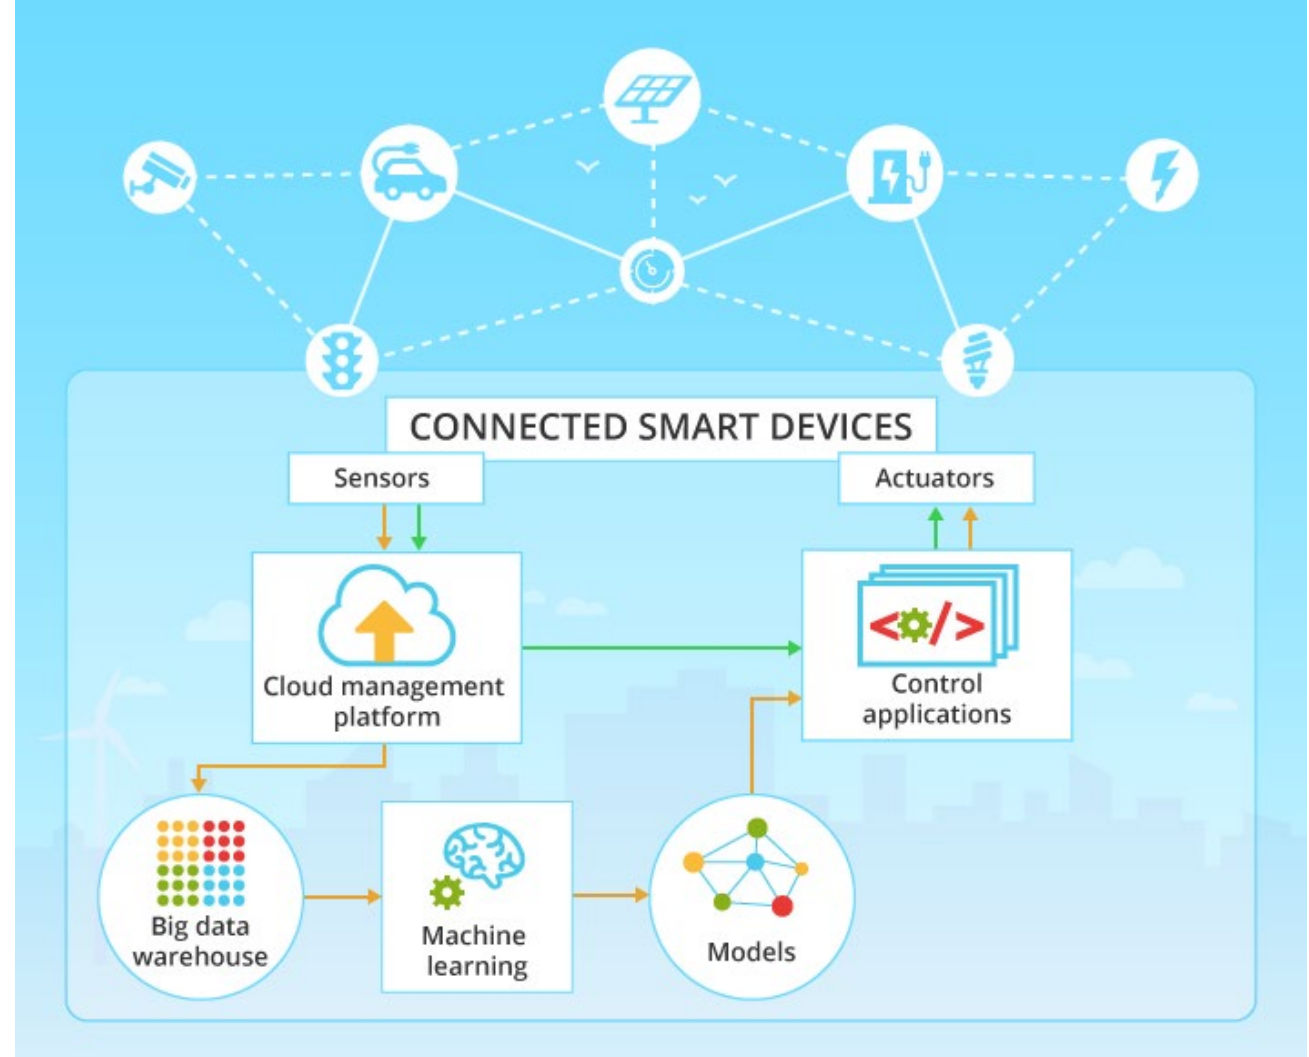 CONNECTED SMART DEVICES
Sensors
Actuators
Cloud management
platform
<⚙/>
Control
applications
Big data
warehouse
Machine
learning
Models